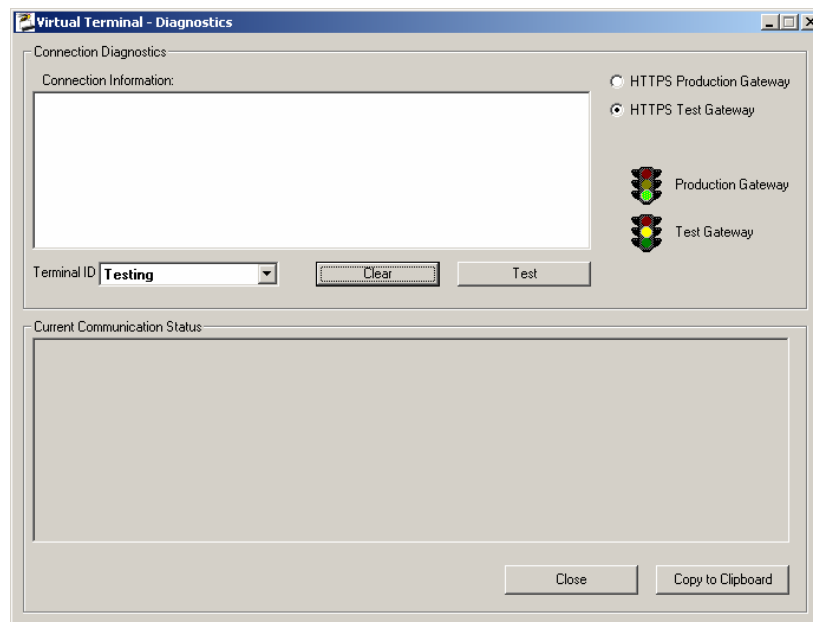 Virtual Terminal - Diagnostics
Connection Diagnostics
Connection Information:
HTTPS Production Gateway
HTTPS Test Gateway
Production Gateway
Test Gateway
Terminal ID Testing Clear Test
Current Communication Status
Close Copy to Clipboard